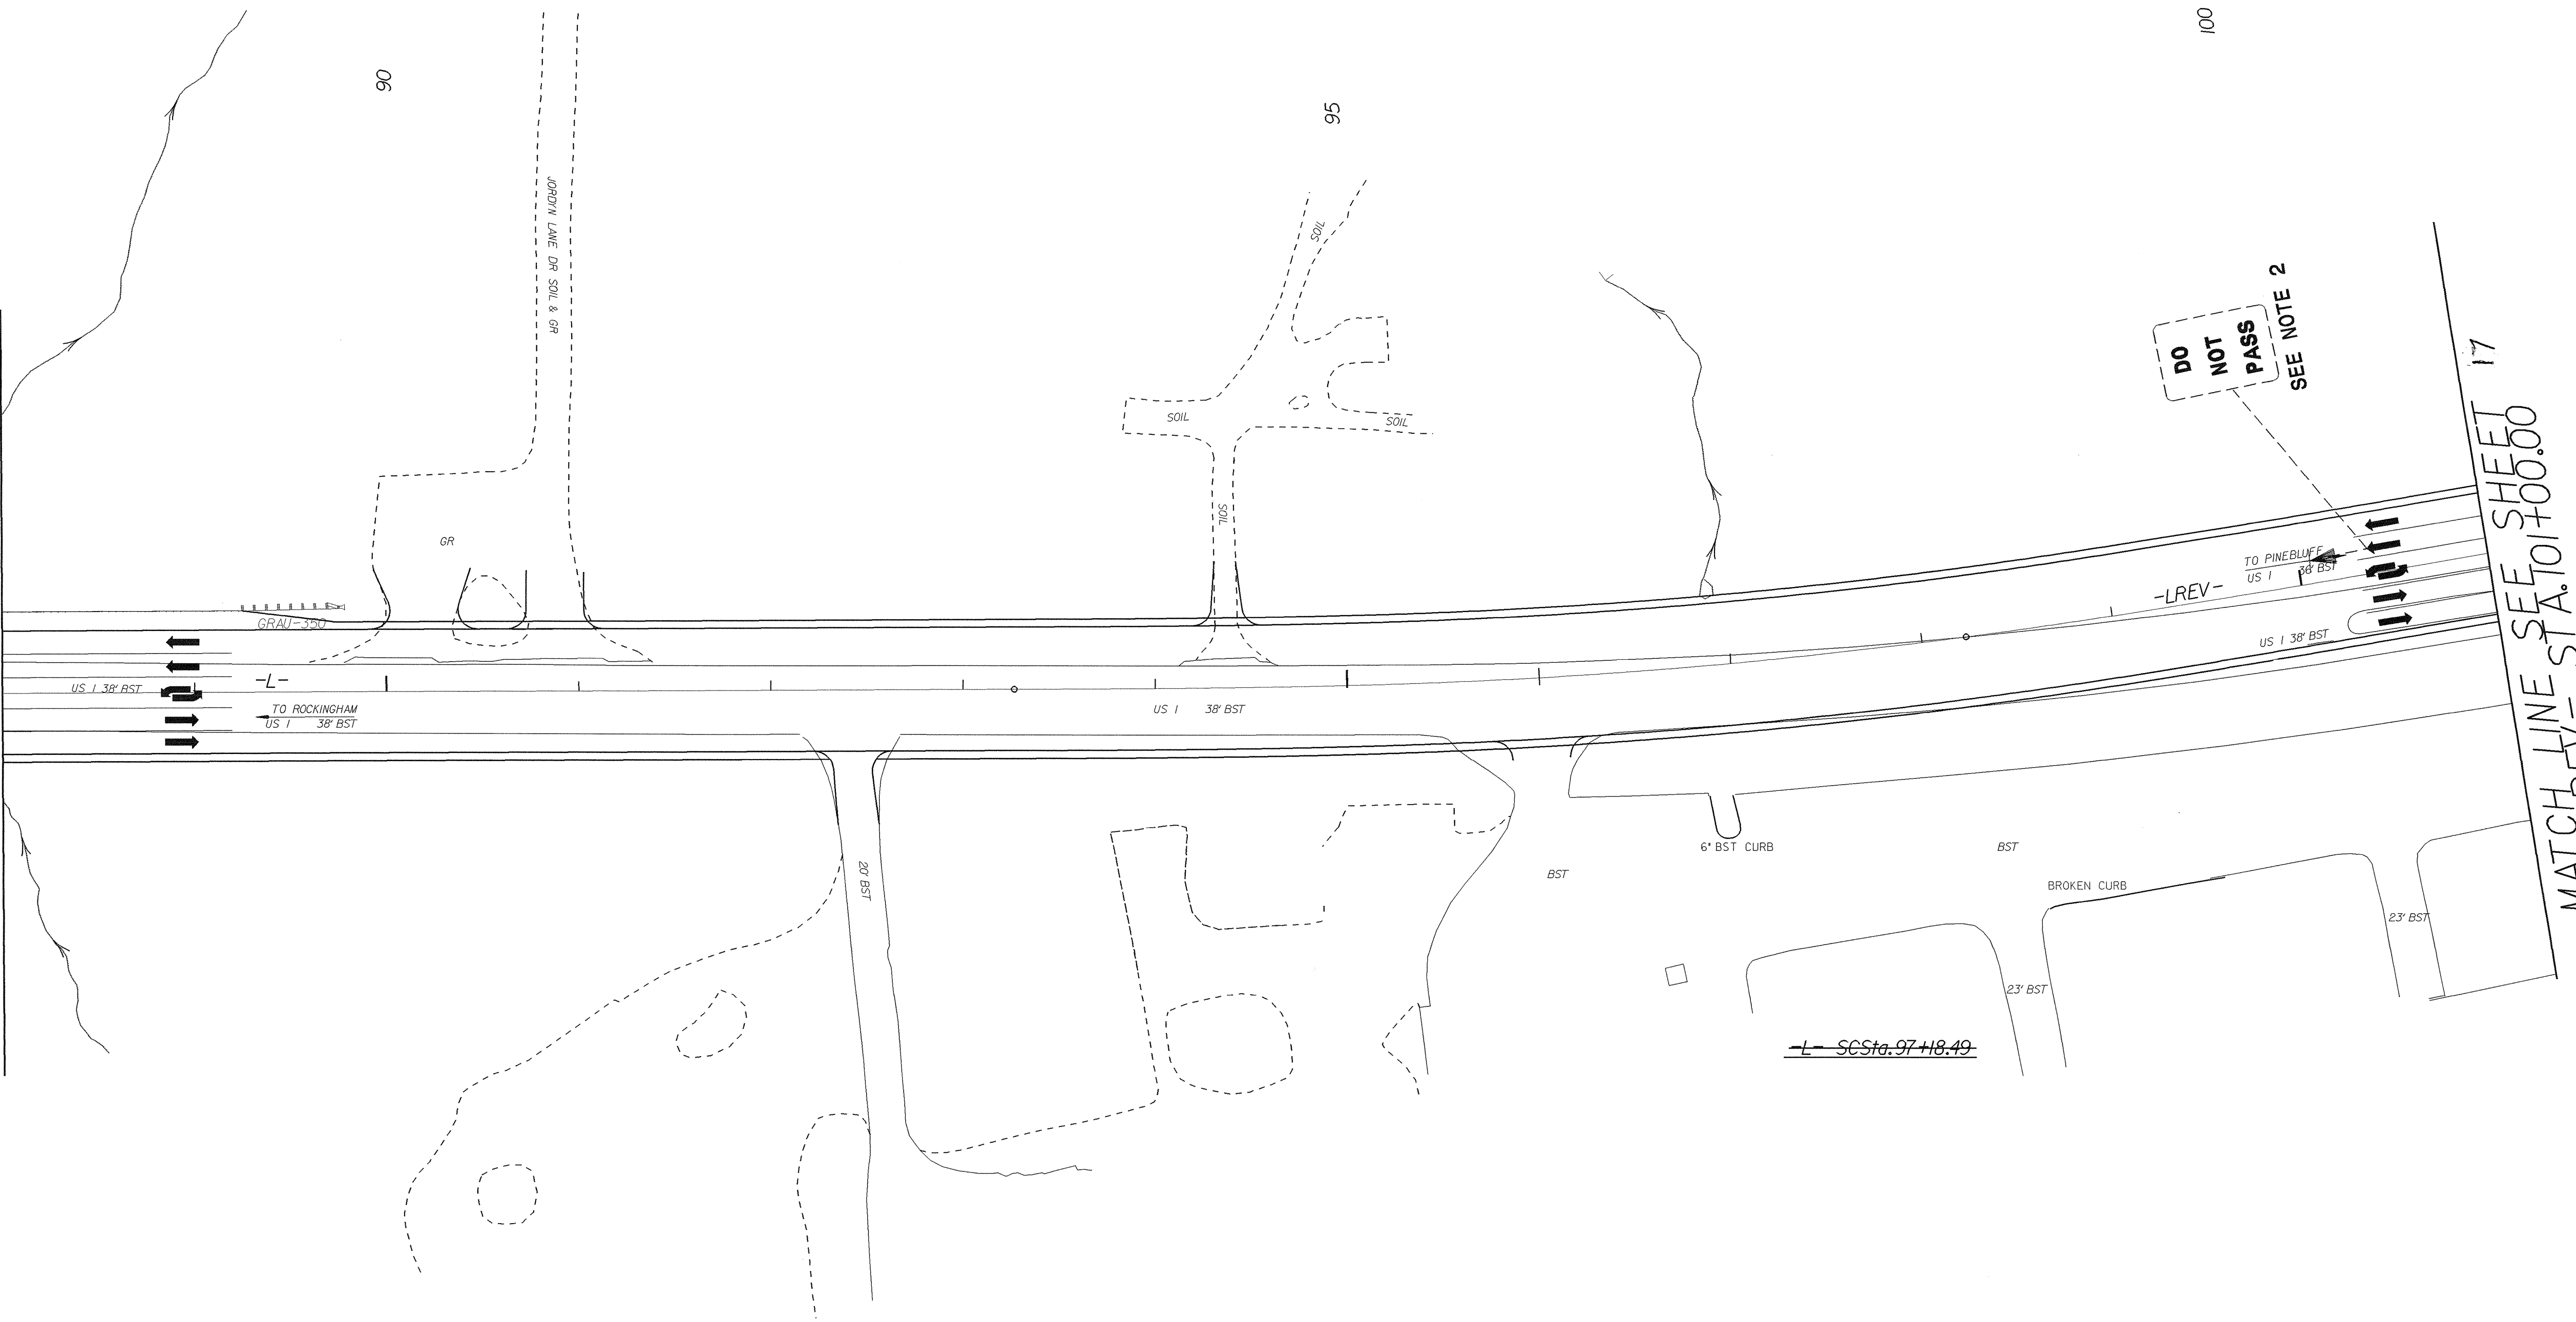 90
95
100
JORDYN LANE DR SOIL & GR
SOIL
SOIL
SOIL
SOIL
DO
NOT
PASS
SEE NOTE 2
MATCH LINE SEE SHEET 17
-LREV- STA. 101+00.00
GR
GRAU-350
TO PINEBLUFF
US 1 38' BST
-LREV-
US 1 38' BST
US 1 38' BST
-L-
TO ROCKINGHAM
US 1 38' BST
US 1 38' BST
20' BST
6" BST CURB
BST
BST
BROKEN CURB
23' BST
23' BST
-L- SCSta. 97+18.49